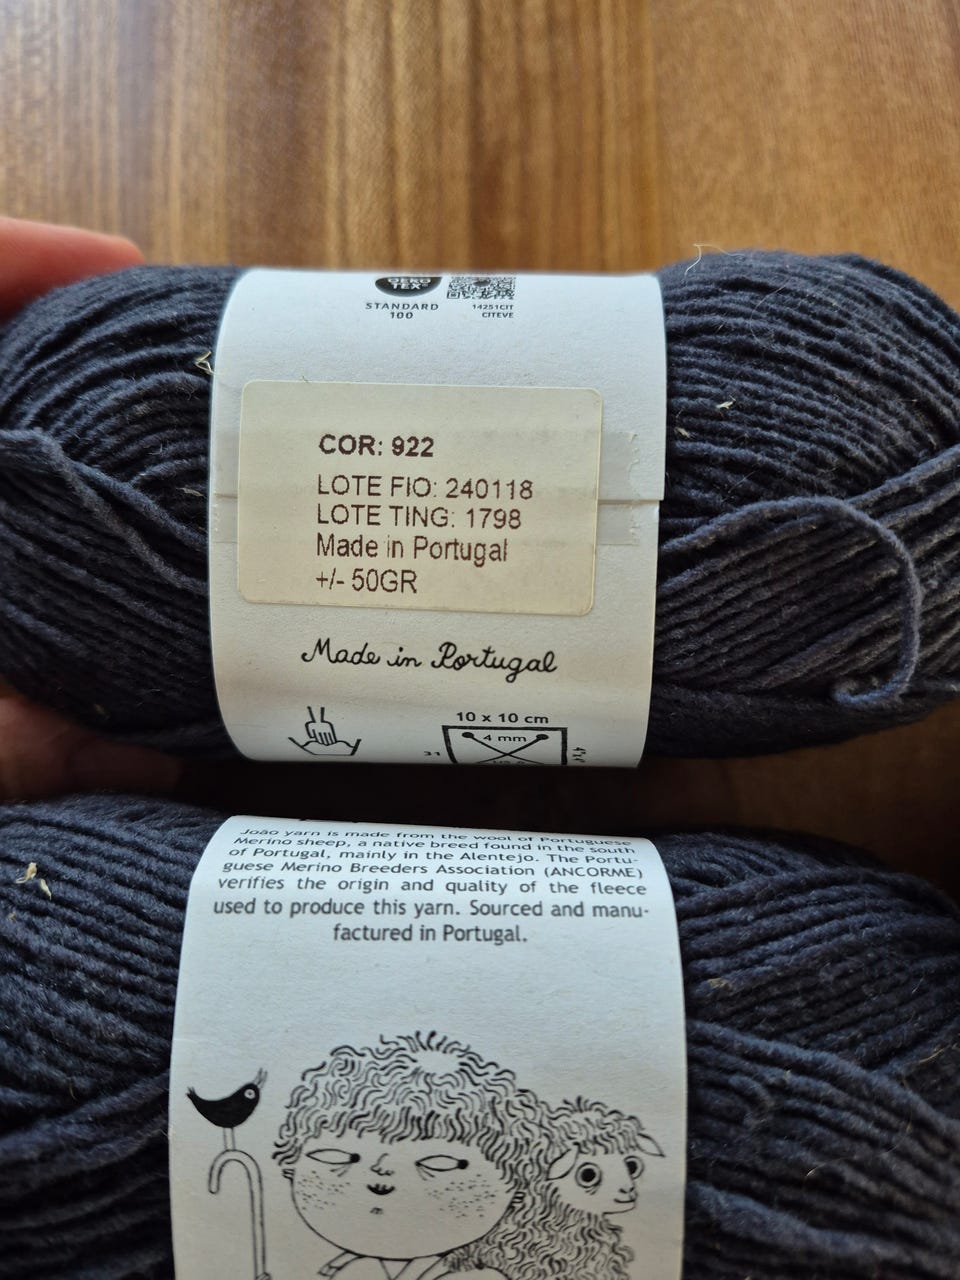 OEKO
TEX
STANDARD
100
14251CIT
CITEVE
COR: 922
LOTE FIO: 240118
LOTE TING: 1798
Made in Portugal
+/- 50GR
Made in Portugal
10 x 10 cm
4 mm
31
João yarn is made from the wool of Portuguese
Merino sheep, a native breed found in the south
of Portugal, mainly in the Alentejo. The Portu-
guese Merino Breeders Association (ANCORME)
verifies the origin and quality of the fleece
used to produce this yarn. Sourced and manu-
factured in Portugal.